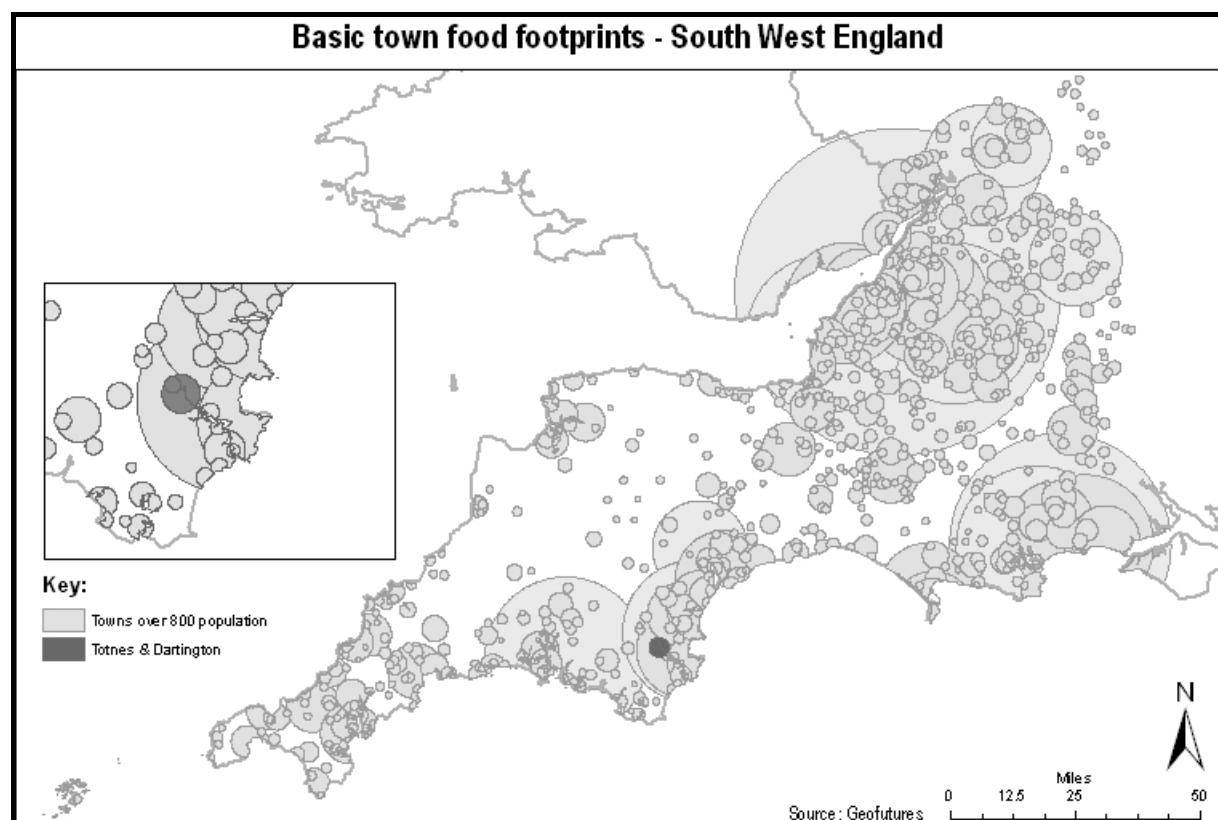 Basic town food footprints - South West England
Key:
Towns over 800 population
Totnes & Dartington
N
Miles
0 12.5 25 50
Source: Geofutures